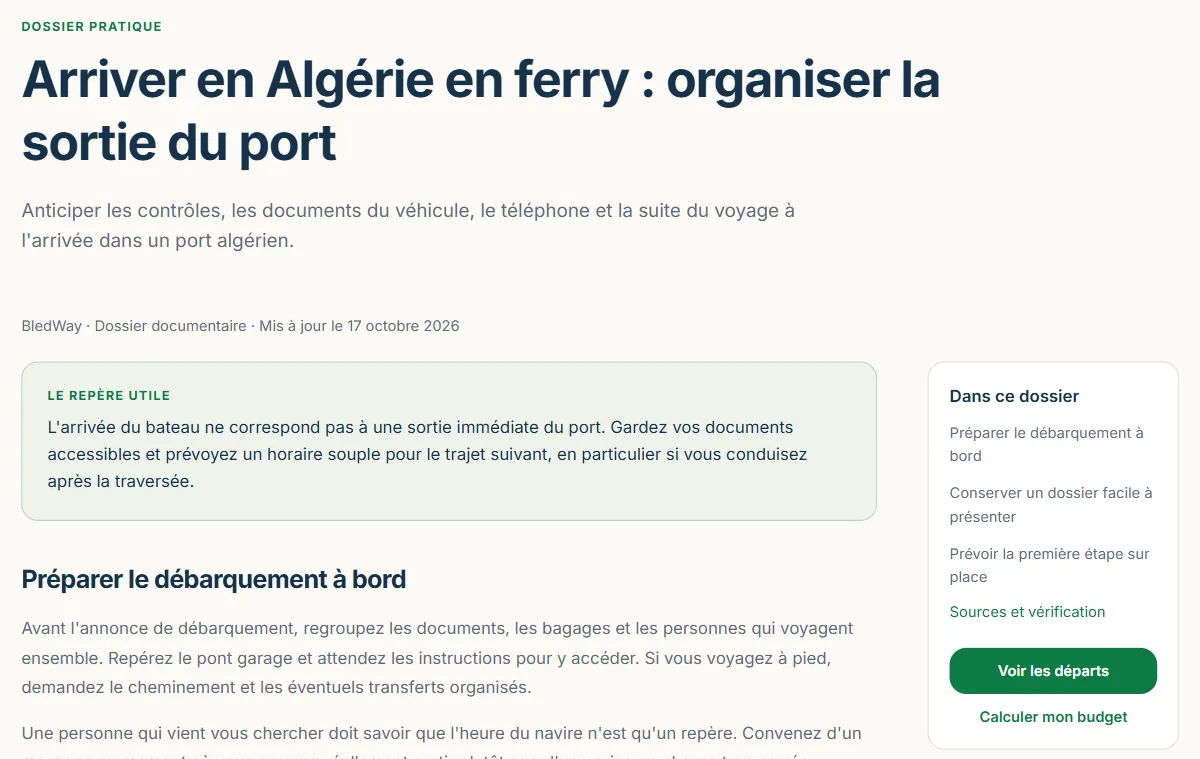 DOSSIER PRATIQUE
Arriver en Algérie en ferry : organiser la
sortie du port
Anticiper les contrôles, les documents du véhicule, le téléphone et la suite du voyage à
l'arrivée dans un port algérien.
BledWay · Dossier documentaire · Mis à jour le 17 octobre 2026
LE REPÈRE UTILE
L'arrivée du bateau ne correspond pas à une sortie immédiate du port. Gardez vos documents
accessibles et prévoyez un horaire souple pour le trajet suivant, en particulier si vous conduisez
après la traversée.
Préparer le débarquement à bord
Avant l'annonce de débarquement, regroupez les documents, les bagages et les personnes qui voyagent
ensemble. Repérez le pont garage et attendez les instructions pour y accéder. Si vous voyagez à pied,
demandez le cheminement et les éventuels transferts organisés.
Une personne qui vient vous chercher doit savoir que l'heure du navire n'est qu'un repère. Convenez d'un
Dans ce dossier
Préparer le débarquement à
bord
Conserver un dossier facile à
présenter
Prévoir la première étape sur
place
Sources et vérification
Voir les départs
Calculer mon budget